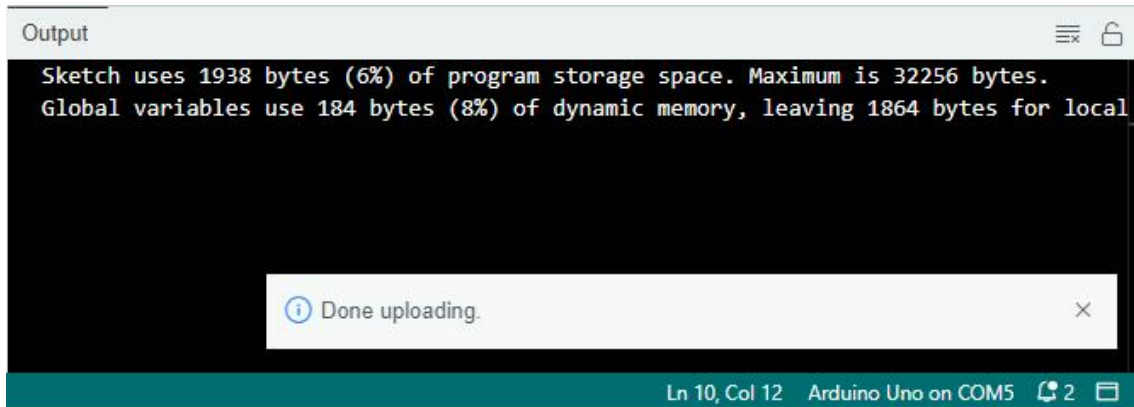 Output
Sketch uses 1938 bytes (6%) of program storage space. Maximum is 32256 bytes.
Global variables use 184 bytes (8%) of dynamic memory, leaving 1864 bytes for local
Done uploading.
Ln 10, Col 12 Arduino Uno on COM5 2